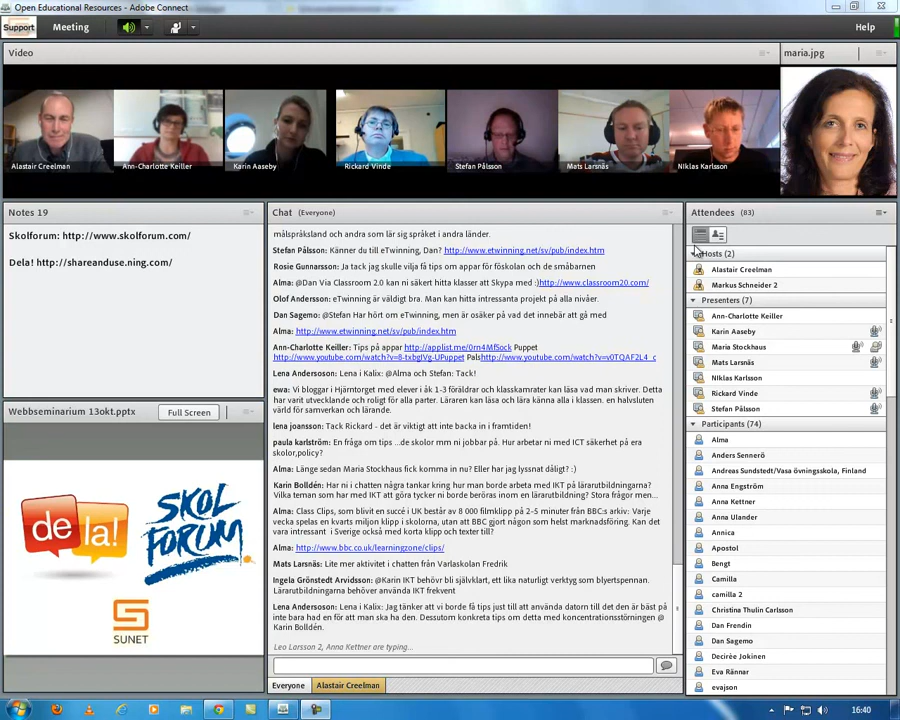 Open Educational Resources - Adobe Connect
Support Meeting Help
Video
maria.jpg
Alastair Creelman
Ann-Charlotte Keiller
Karin Aaseby
Rickard Vinde
Stefan Pålsson
Mats Larsnäs
NIklas Karlsson
Notes 19
Skolforum: http://www.skolforum.com/
Dela! http://shareanduse.ning.com/
Webbseminarium 13okt.pptx Full Screen
de la!
SKOL
FORUM
SUNET
Chat (Everyone)
målspråksland och andra som lär sig språket i andra länder.
Stefan Pålsson: Känner du till eTwinning, Dan? http://www.etwinning.net/sv/pub/index.htm
Rosie Gunnarsson: Ja tack jag skulle vilja få tips om appar för föskolan och de småbarnen
Alma: @Dan Via Classroom 2.0 kan ni säkert hitta klasser att Skypa med :)http://www.classroom20.com/
Olof Andersson: eTwinning är väldigt bra. Man kan hitta intressanta projekt på alla nivåer.
Dan Sagemo: @Stefan Har hört om eTwinning, men är osäker på vad det innebär att gå med
Alma: http://www.etwinning.net/sv/pub/index.htm
Ann-Charlotte Keiller: Tips på appar http://applist.me/0rn4MfSock Puppet
http://www.youtube.com/watch?v=8-txbgIVg-UPuppet Palshttp://www.youtube.com/watch?v=v0TQAF2L4_c
Lena Andersoson: Lena i Kalix: @Alma och Stefan: Tack!
ewa: Vi bloggar i Hjärntorget med elever i åk 1-3 föräldrar och klasskamrater kan läsa vad man skriver. Detta
har varit utvecklande och roligt för alla parter. Läraren kan läsa och lära känna alla i klassen. en halvsluten
värld för samverkan och lärande.
lena joansson: Tack Rickard - det är viktigt att inte backa in i framtiden!
paula karlström: En fråga om tips ...de skolor mm ni jobbar på. Hur arbetar ni med ICT säkerhet på era
skolor,policy?
Alma: Länge sedan Maria Stockhaus fick komma in nu? Eller har jag lyssnat dåligt? :)
Karin Bolldén: Har ni i chatten några tankar kring hur man borde arbeta med IKT på lärarutbildningarna?
Vilka teman som har med IKT att göra tycker ni borde beröras inom en lärarutbildning? Stora frågor men...
Alma: Class Clips, som blivit en succé i UK består av 8 000 filmklipp på 2-5 minuter från BBC:s arkiv: Varje
vecka spelas en kvarts miljon klipp i skolorna, utan att BBC gjort någon som helst marknadsföring. Kan det
vara intressant i Sverige också med korta klipp och texter till?
Alma: http://www.bbc.co.uk/learningzone/clips/
Mats Larsnäs: Lite mer aktivitet i chatten från Varlaskolan Fredrik
Ingela Grönstedt Arvidsson: @Karin IKT behövr bli självklart, ett lika naturligt verktyg som blyertspennan.
Lärarutbildningarna behöver använda IKT frekvent
Lena Andersoson: Lena i Kalix: Jag tänker att vi borde få tips just till att använda datorn till det den är bäst på
inte bara had en för att man ska ha den. Dessutom konkreta tips om detta med koncentrationsstörningen @
Karin Bolldén.
Leo Larsson 2, Anna Kettner are typing...
Everyone Alastair Creelman
Attendees (83)
Hosts (2)
Alastair Creelman
Markus Schneider 2
Presenters (7)
Ann-Charlotte Keiller
Karin Aaseby
Maria Stockhaus
Mats Larsnäs
NIklas Karlsson
Rickard Vinde
Stefan Pålsson
Participants (74)
Alma
Anders Sennerö
Andreas Sundstedt/Vasa övningsskola, Finland
Anna Engström
Anna Kettner
Anna Ulander
Annica
Apostol
Bengt
Camilla
camilla 2
Christina Thulin Carlsson
Dan Frendin
Dan Sagemo
Decirèe Jokinen
Eva Rännar
evajson
16:40